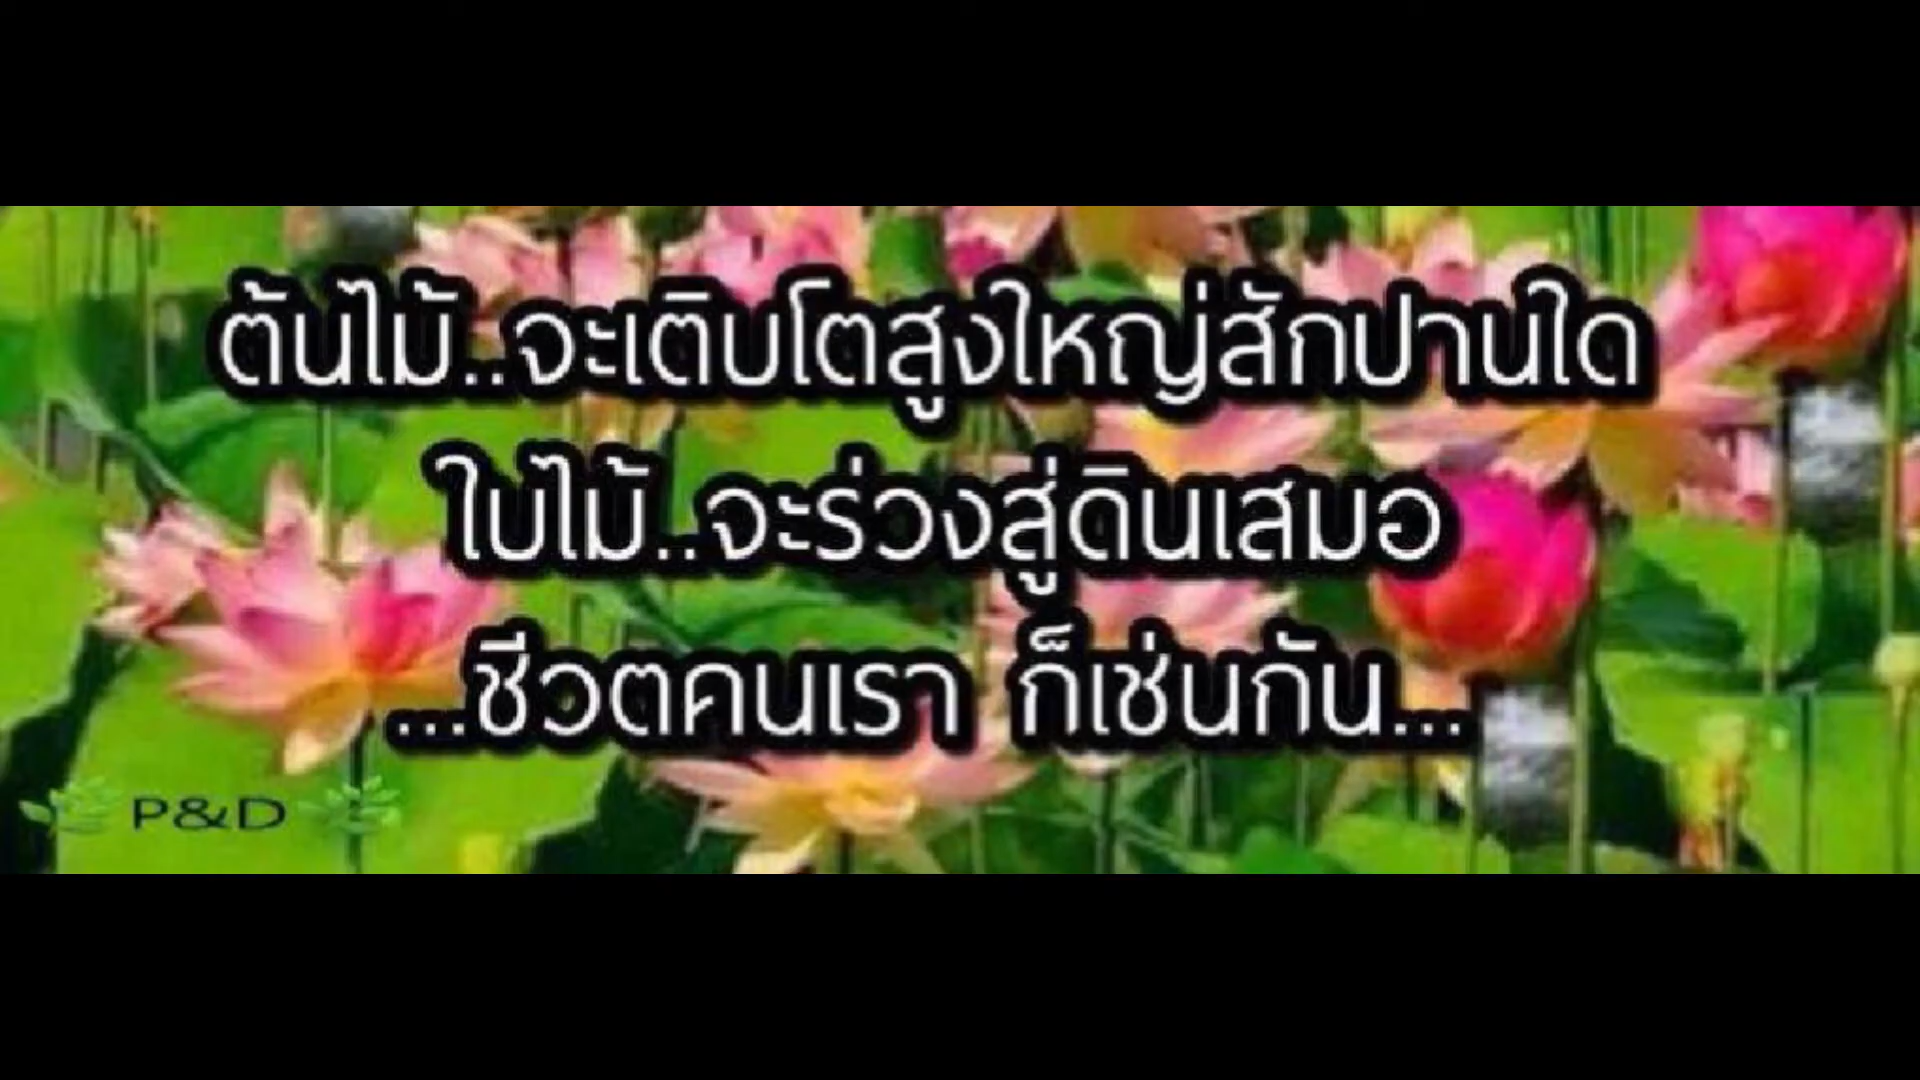 ต้นไม้..จะเติบโตสูงใหญ่สักปานใด
ใบไม้..จะร่วงสู่ดินเสมอ
...ชีวตคนเรา ก็เช่นกัน...
P&D